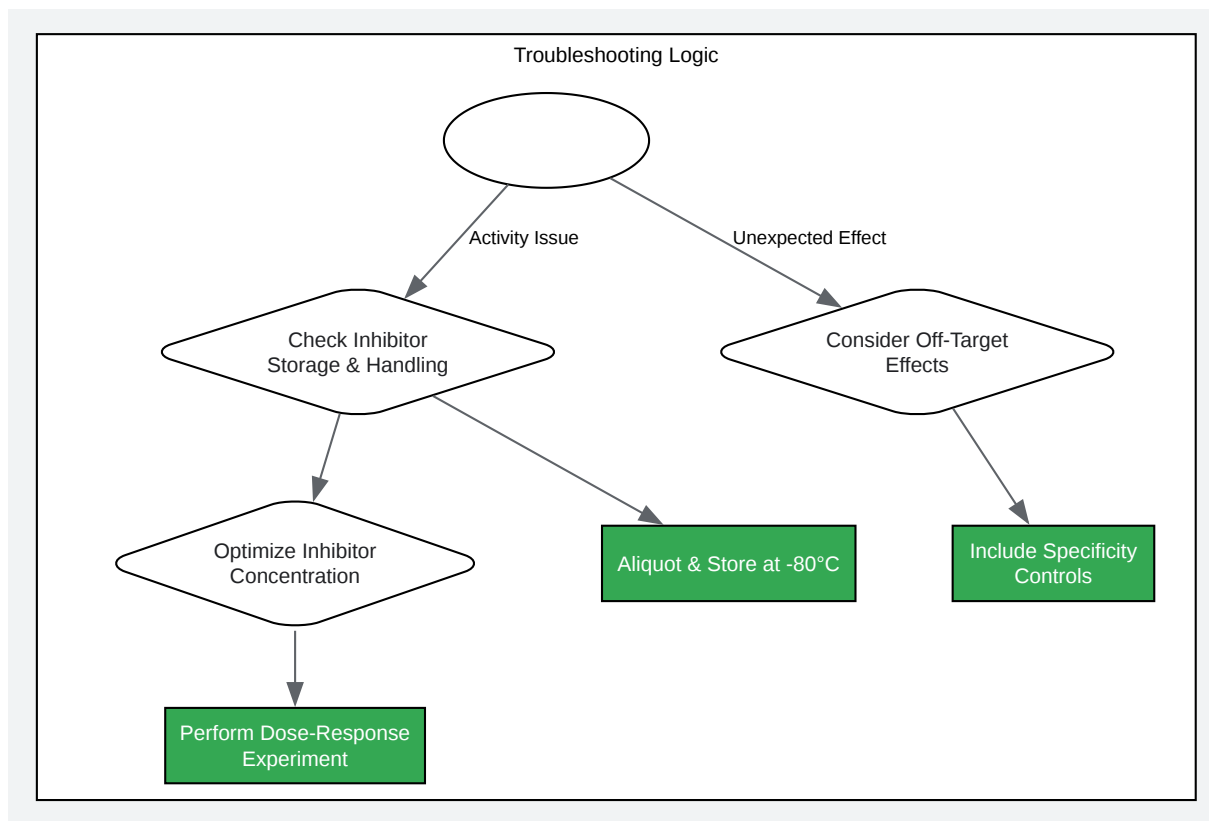 Troubleshooting Logic
Activity Issue
Unexpected Effect
Check Inhibitor
Storage & Handling
Consider Off-Target
Effects
Optimize Inhibitor
Concentration
Aliquot & Store at -80°C
Include Specificity
Controls
Perform Dose-Response
Experiment